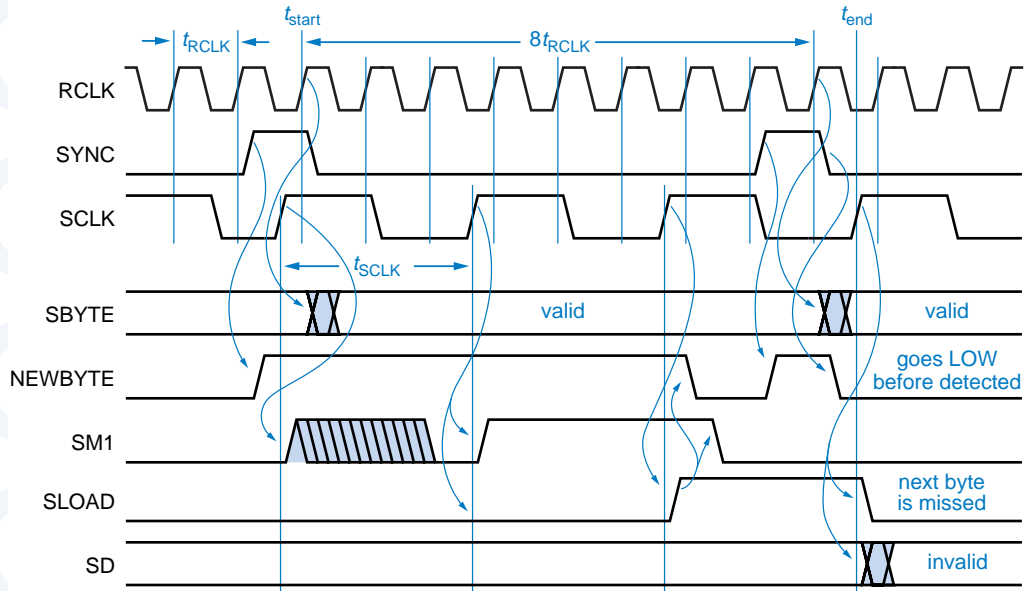 tstart
tend
tRCLK
8tRCLK
RCLK
SYNC
SCLK
tSCLK
SBYTE
valid
valid
NEWBYTE
goes LOW
before detected
SM1
SLOAD
next byte
is missed
SD
invalid